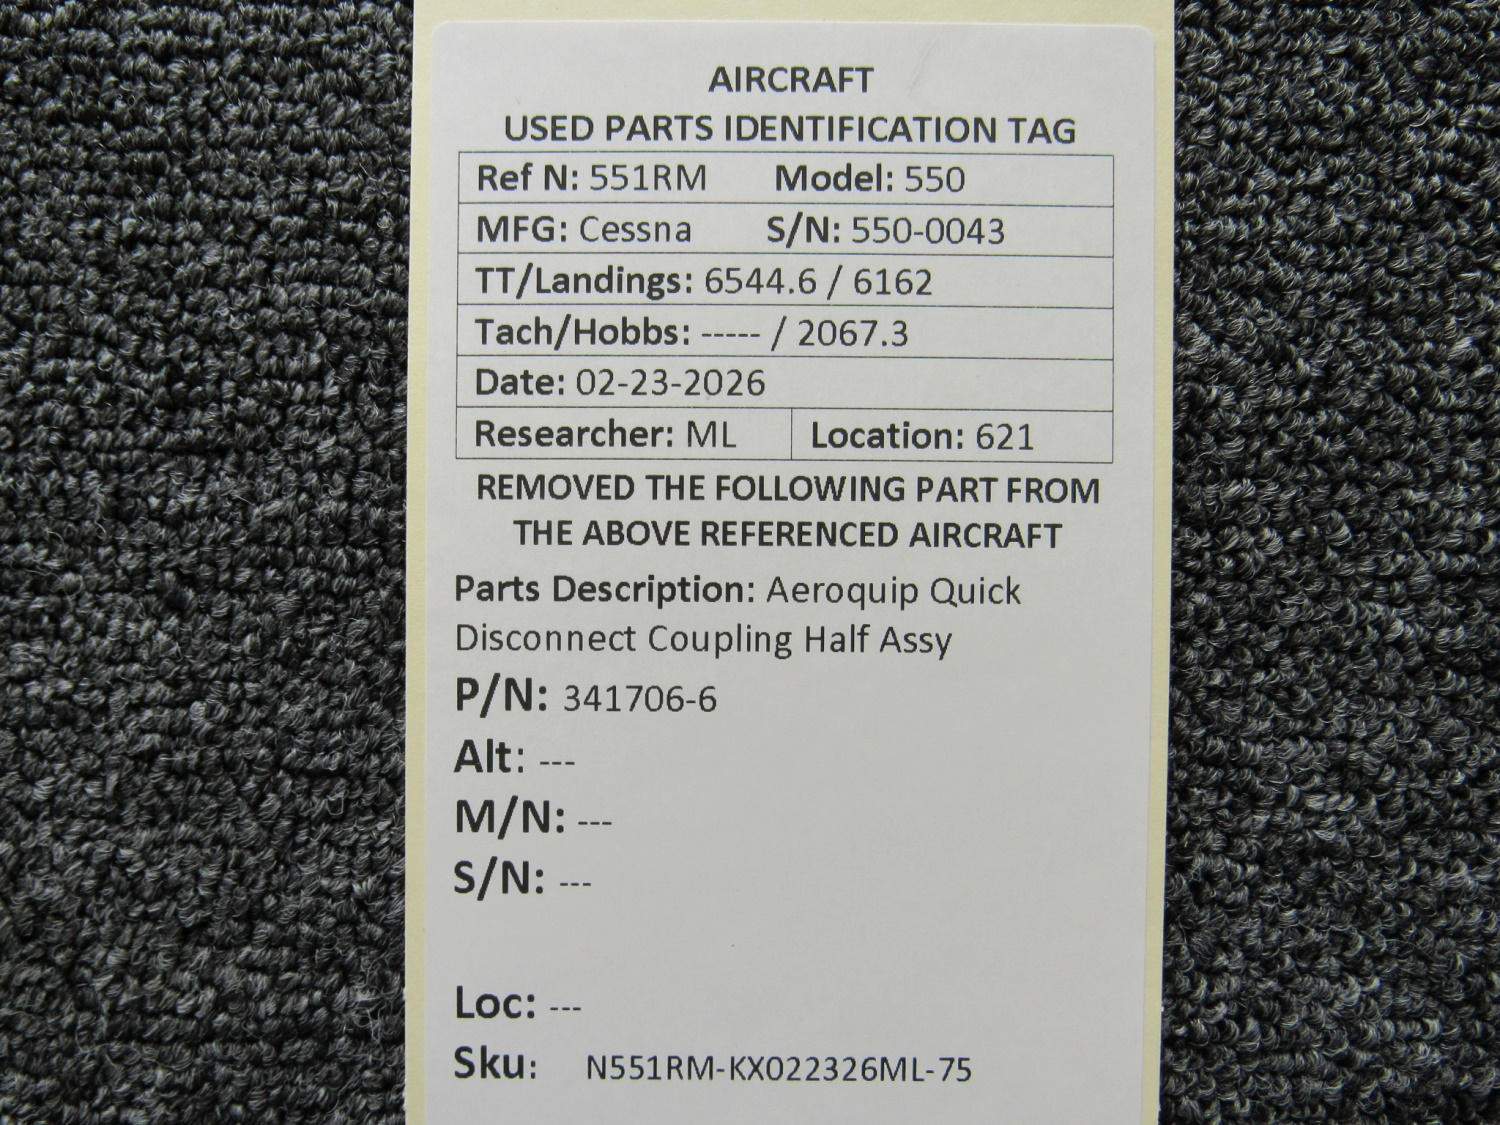 AIRCRAFT
USED PARTS IDENTIFICATION TAG
Ref N: 551RM Model: 550
MFG: Cessna S/N: 550-0043
TT/Landings: 6544.6 / 6162
Tach/Hobbs: ----- / 2067.3
Date: 02-23-2026
Researcher: ML Location: 621
REMOVED THE FOLLOWING PART FROM
THE ABOVE REFERENCED AIRCRAFT
Parts Description: Aeroquip Quick
Disconnect Coupling Half Assy
P/N: 341706-6
Alt: ---
M/N: ---
S/N: ---
Loc: ---
Sku: N551RM-KX022326ML-75